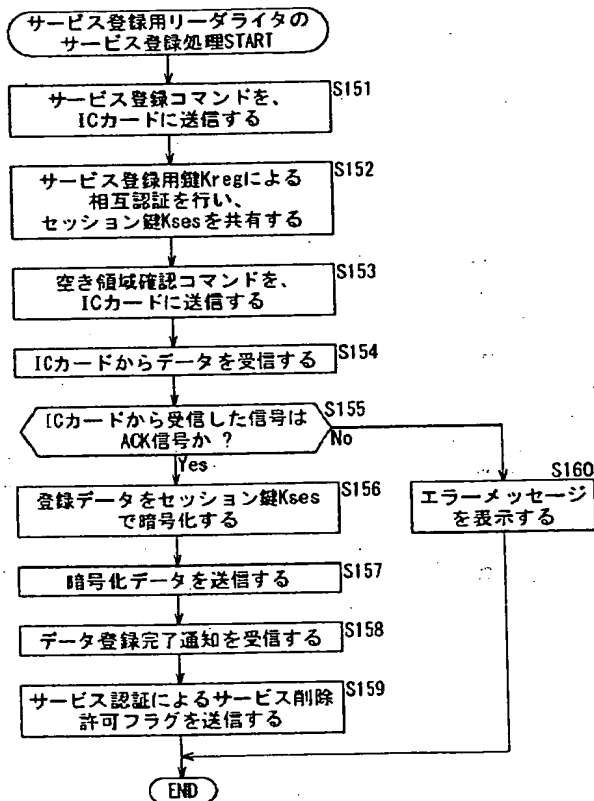 サービス登録用リーダライタの
サービス登録処理START
S151
サービス登録コマンドを、
ICカードに送信する
S152
サービス登録用鍵Kregによる
相互認証を行い、
セッション鍵Ksesを共有する
S153
空き領域確認コマンドを、
ICカードに送信する
ICカードからデータを受信する
S154
S155
ICカードから受信した信号は
ACK信号か ?
No
Yes
S156
登録データをセッション鍵Kses
で暗号化する
S160
エラーメッセージ
を表示する
暗号化データを送信する
S157
データ登録完了通知を受信する
S158
サービス認証によるサービス削除
許可フラグを送信する
S159
END